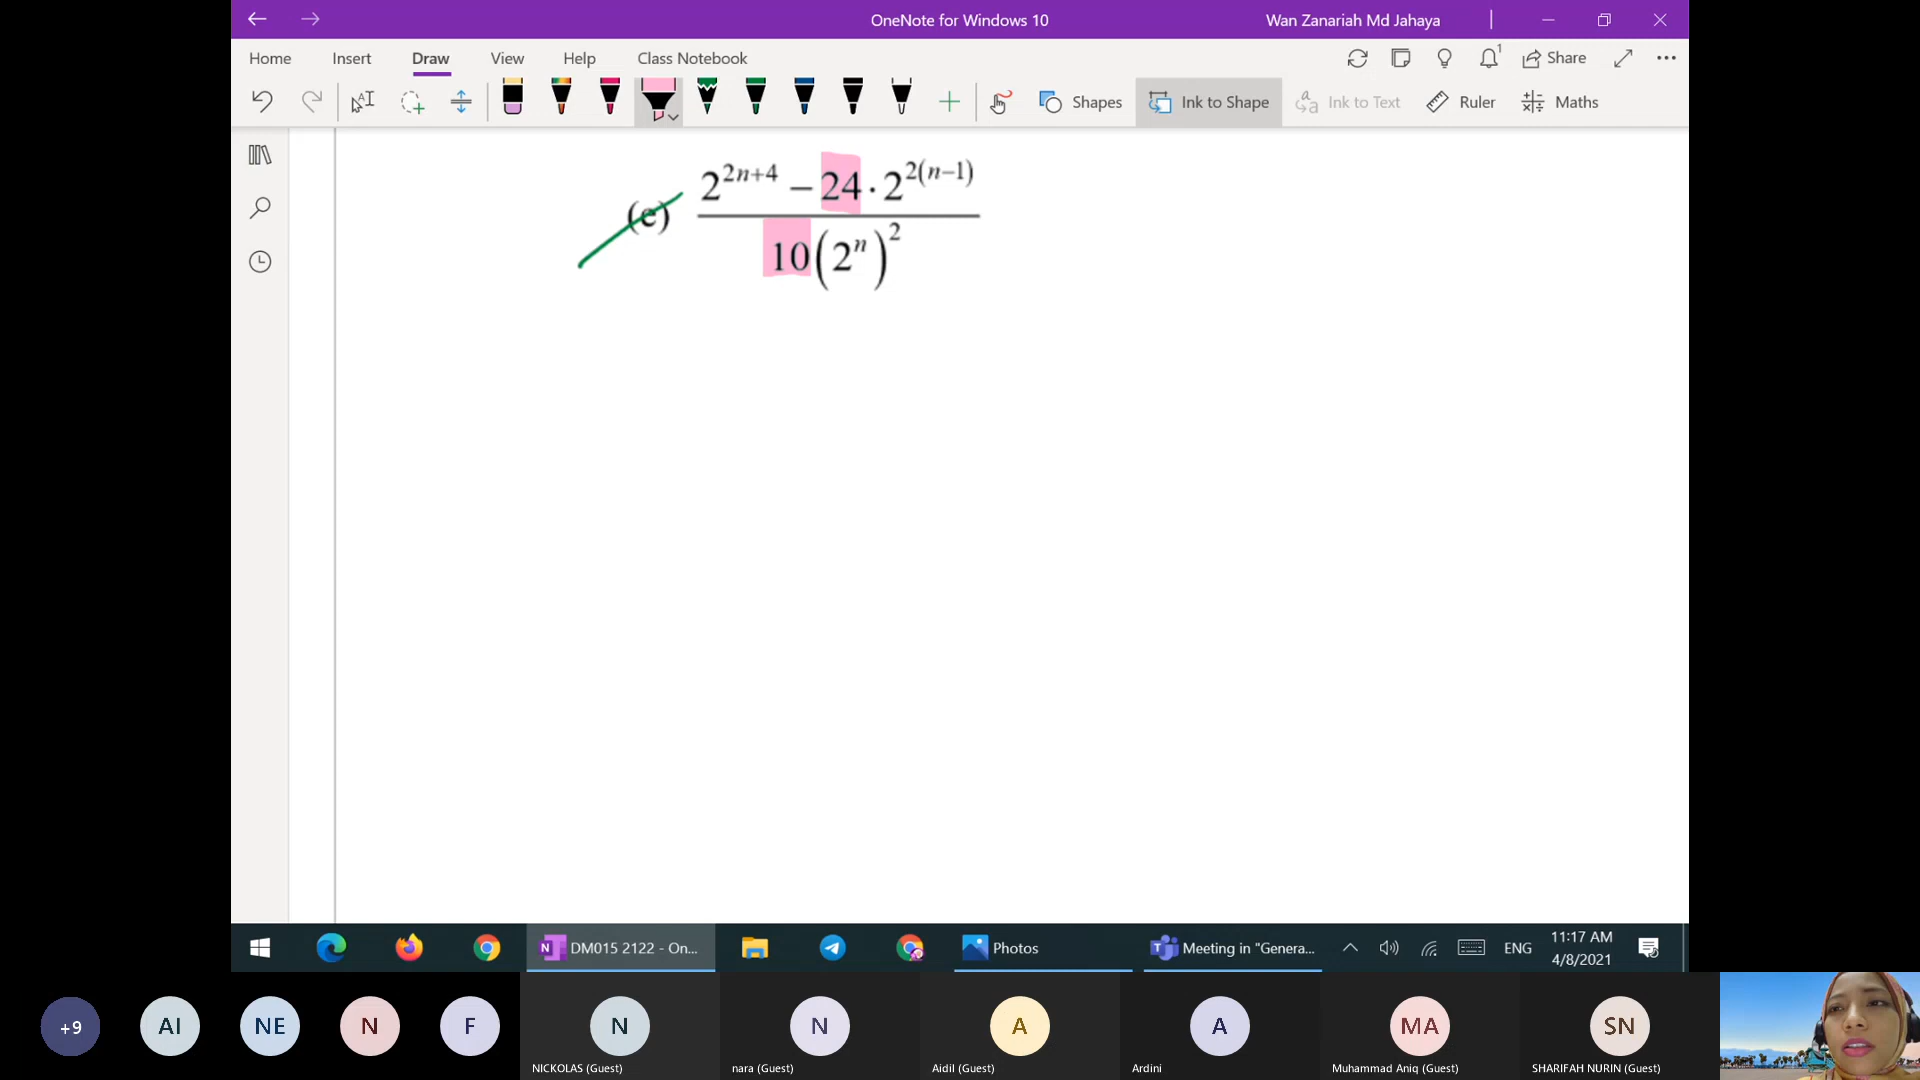 OneNote for Windows 10
Wan Zanariah Md Jahaya
Home Insert Draw View Help Class Notebook
1
Share
Shapes Ink to Shape Ink to Text Ruler Maths
(e) \frac{2^{2n+4} - 24 \cdot 2^{2(n-1)}}{10(2^n)^2}
DM015 2122 - On...
Photos
Meeting in "Genera...
ENG
11:17 AM
4/8/2021
+9
AI
NE
N
F
N
NICKOLAS (Guest)
N
nara (Guest)
A
Aidil (Guest)
A
Ardini
MA
Muhammad Aniq (Guest)
SN
SHARIFAH NURIN (Guest)